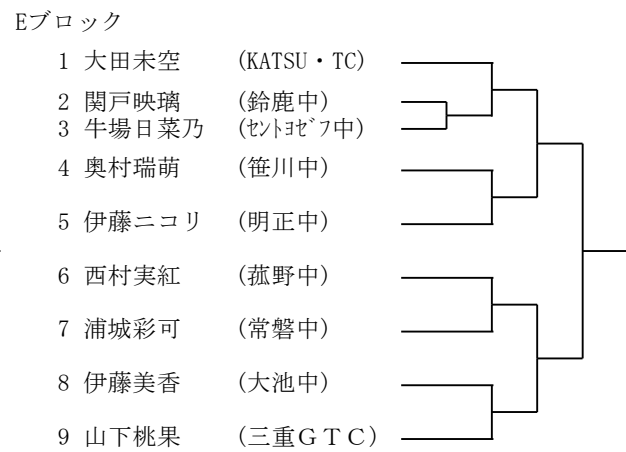 Eブロック
1 大田未空 (KATSU・TC)
2 関戸映璃 (鈴鹿中)
3 牛場日菜乃 (ｾﾝﾄﾖｾﾞﾌ中)
4 奥村瑞萌 (笹川中)
5 伊藤ニコリ (明正中)
6 西村実紅 (菰野中)
7 浦城彩可 (常磐中)
8 伊藤美香 (大池中)
9 山下桃果 (三重ＧＴＣ)